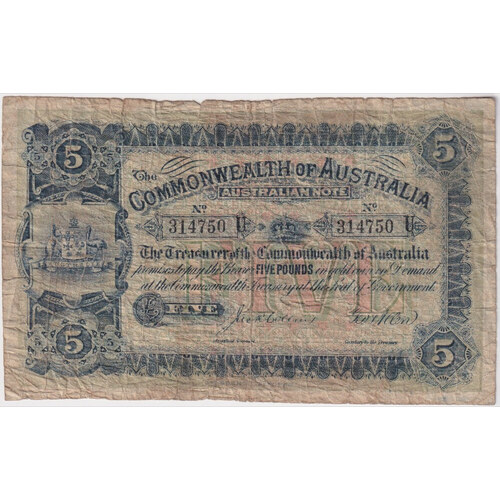 5 5
The
COMMONWEALTH OF AUSTRALIA
AUSTRALIAN NOTE
No No
314750 U 314750 U
The Treasurer of the Commonwealth of Australia
promises to pay the Bearer FIVE POUNDS in gold coin on Demand
at the Commonwealth Treasury at the Seat of Government
£ FIVE
5 5